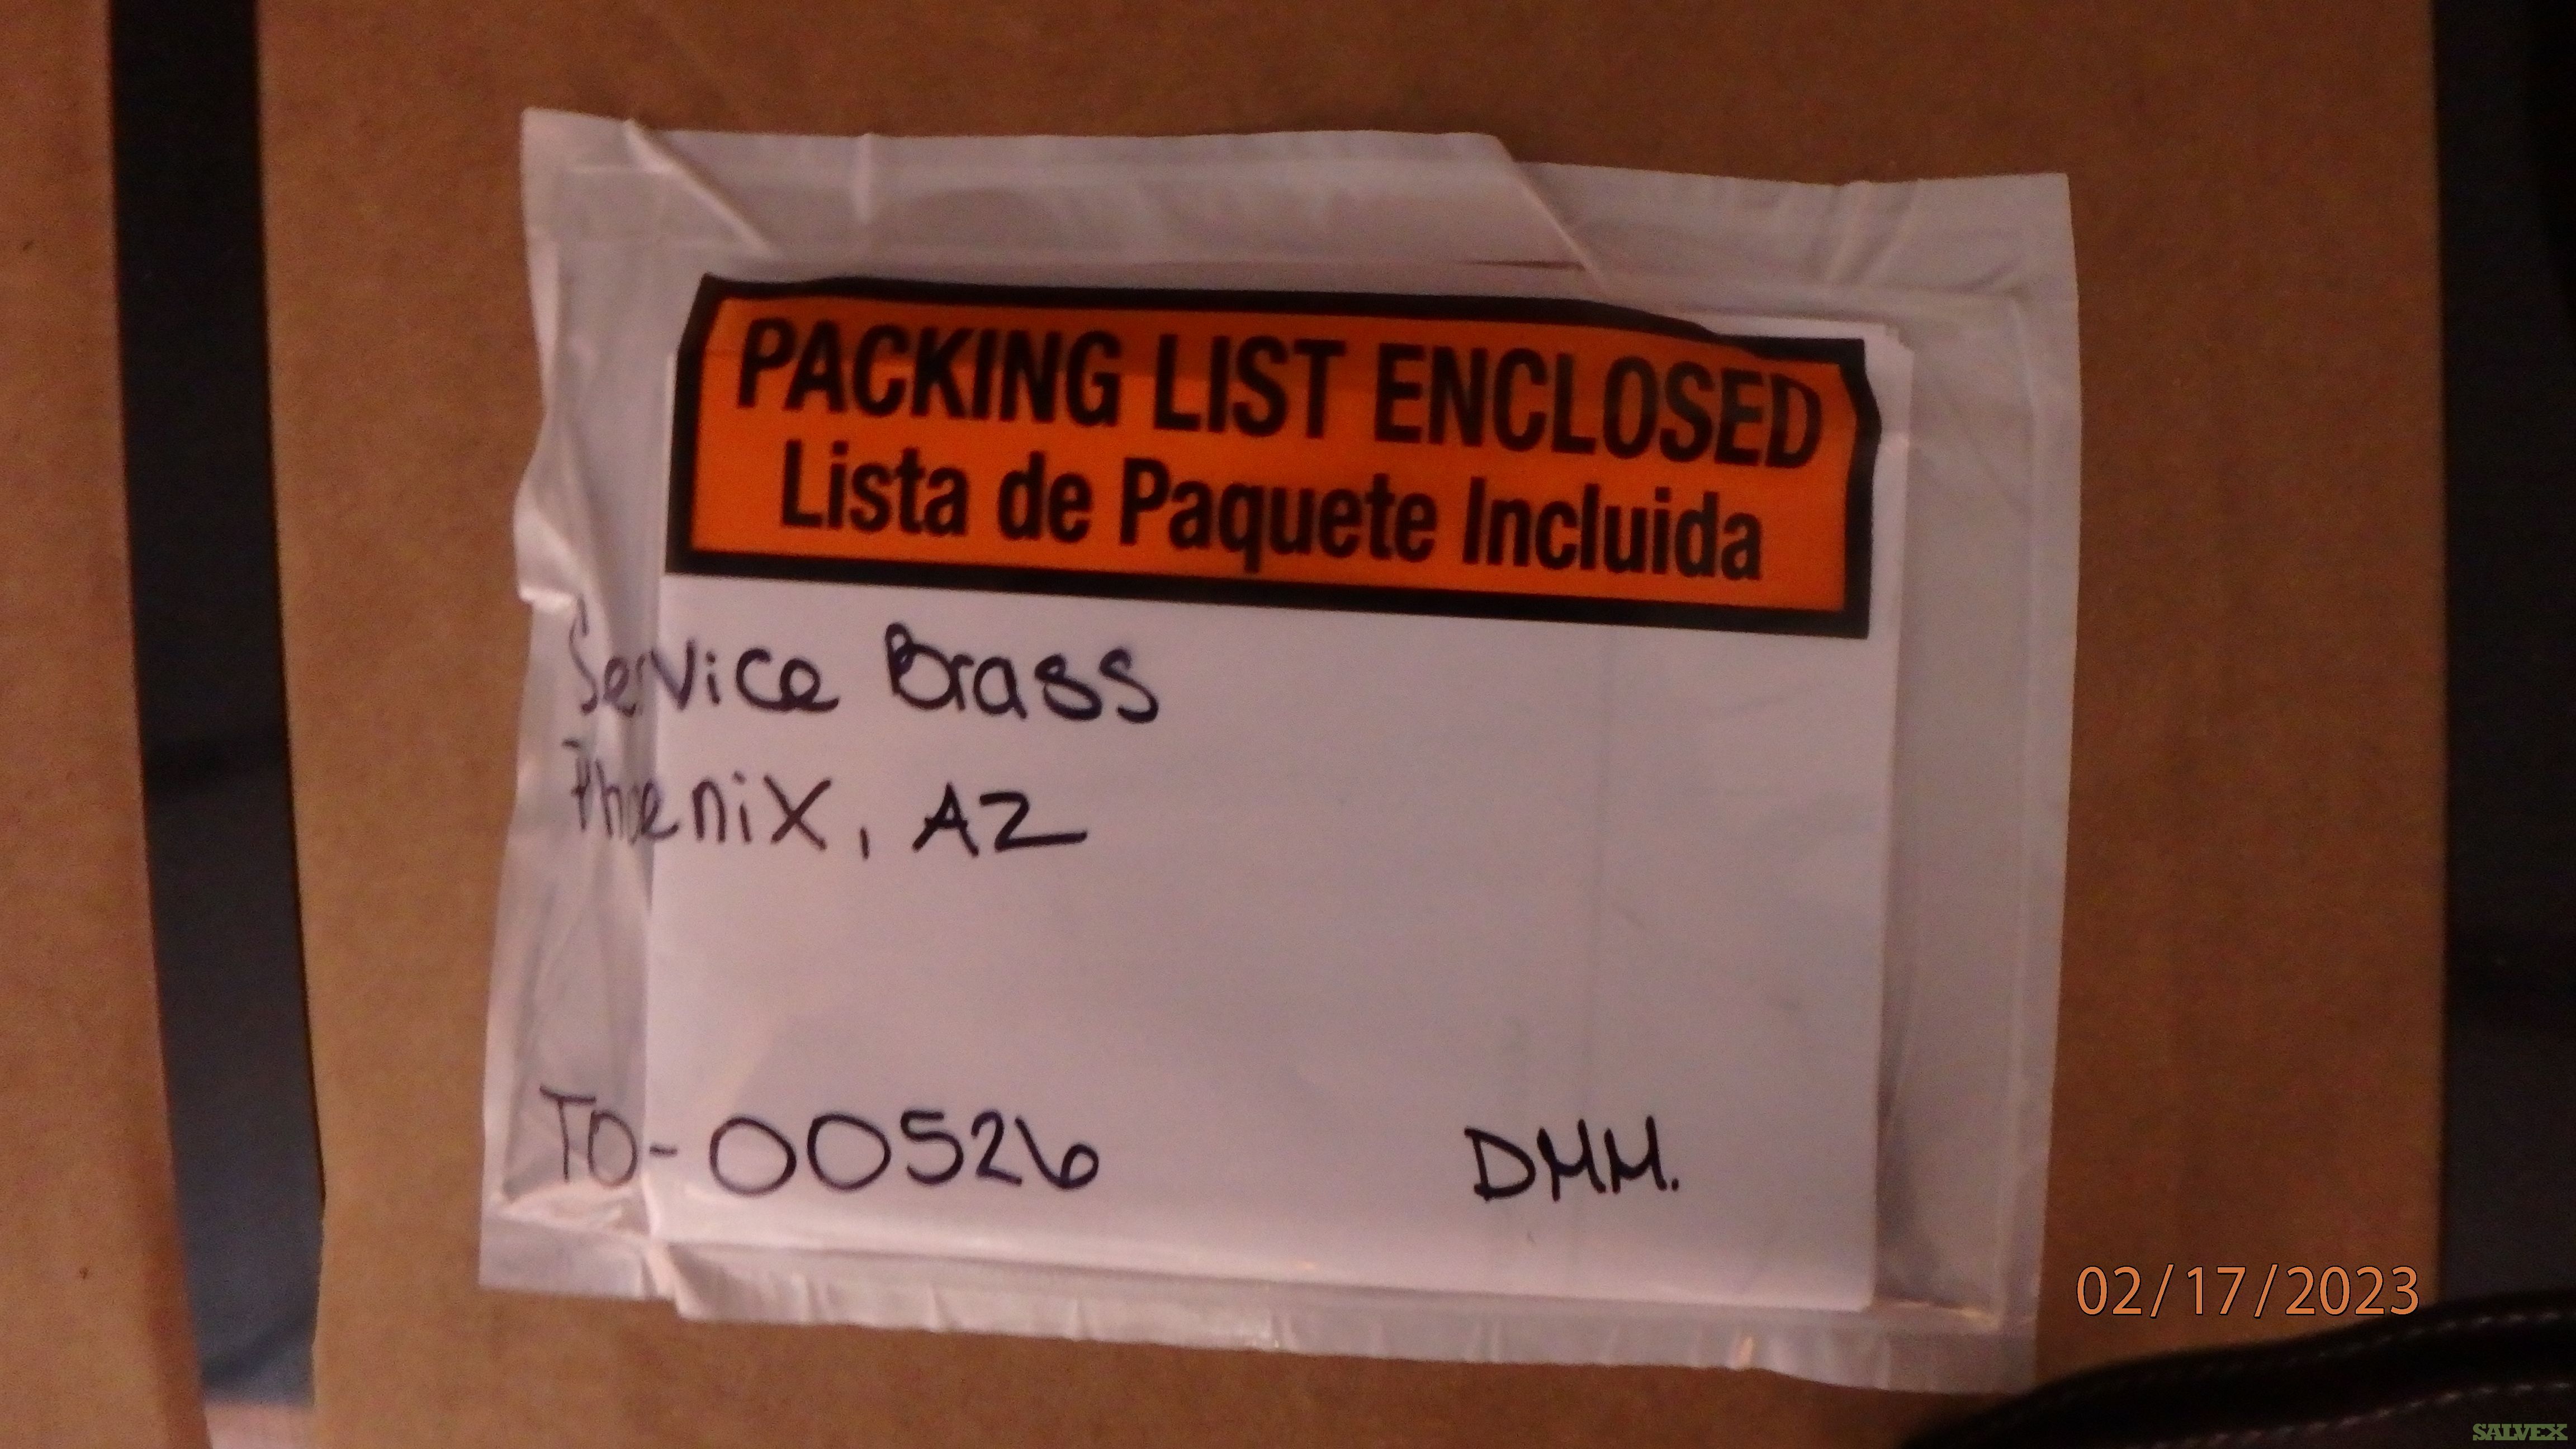 PACKING LIST ENCLOSED
Lista de Paquete Incluida
Service Brass
Phoenix, AZ
TO-00526
DMM.
02/17/2023
SALVEX